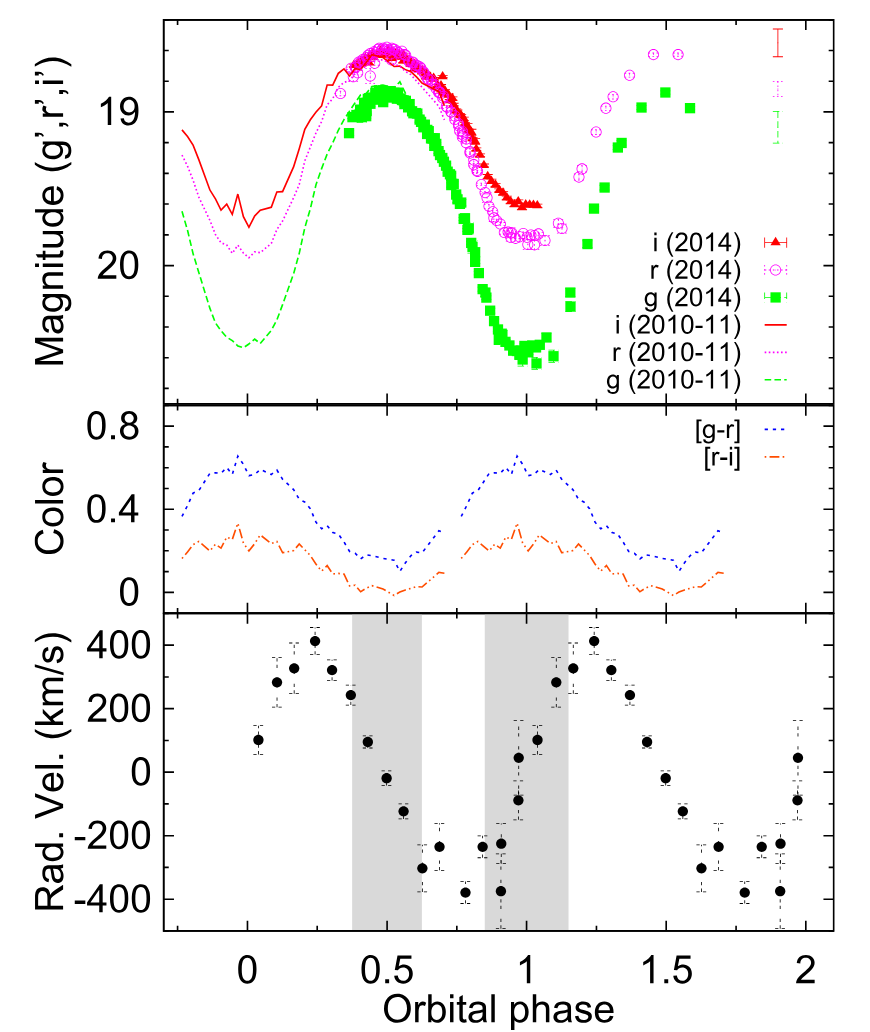 Magnitude (g',r',i')
19
20
i (2014)
r (2014)
g (2014)
i (2010-11)
r (2010-11)
g (2010-11)
Color
0.8
0.4
0
[g-r]
[r-i]
Rad. Vel. (km/s)
400
200
0
-200
-400
0 0.5 1 1.5 2
Orbital phase